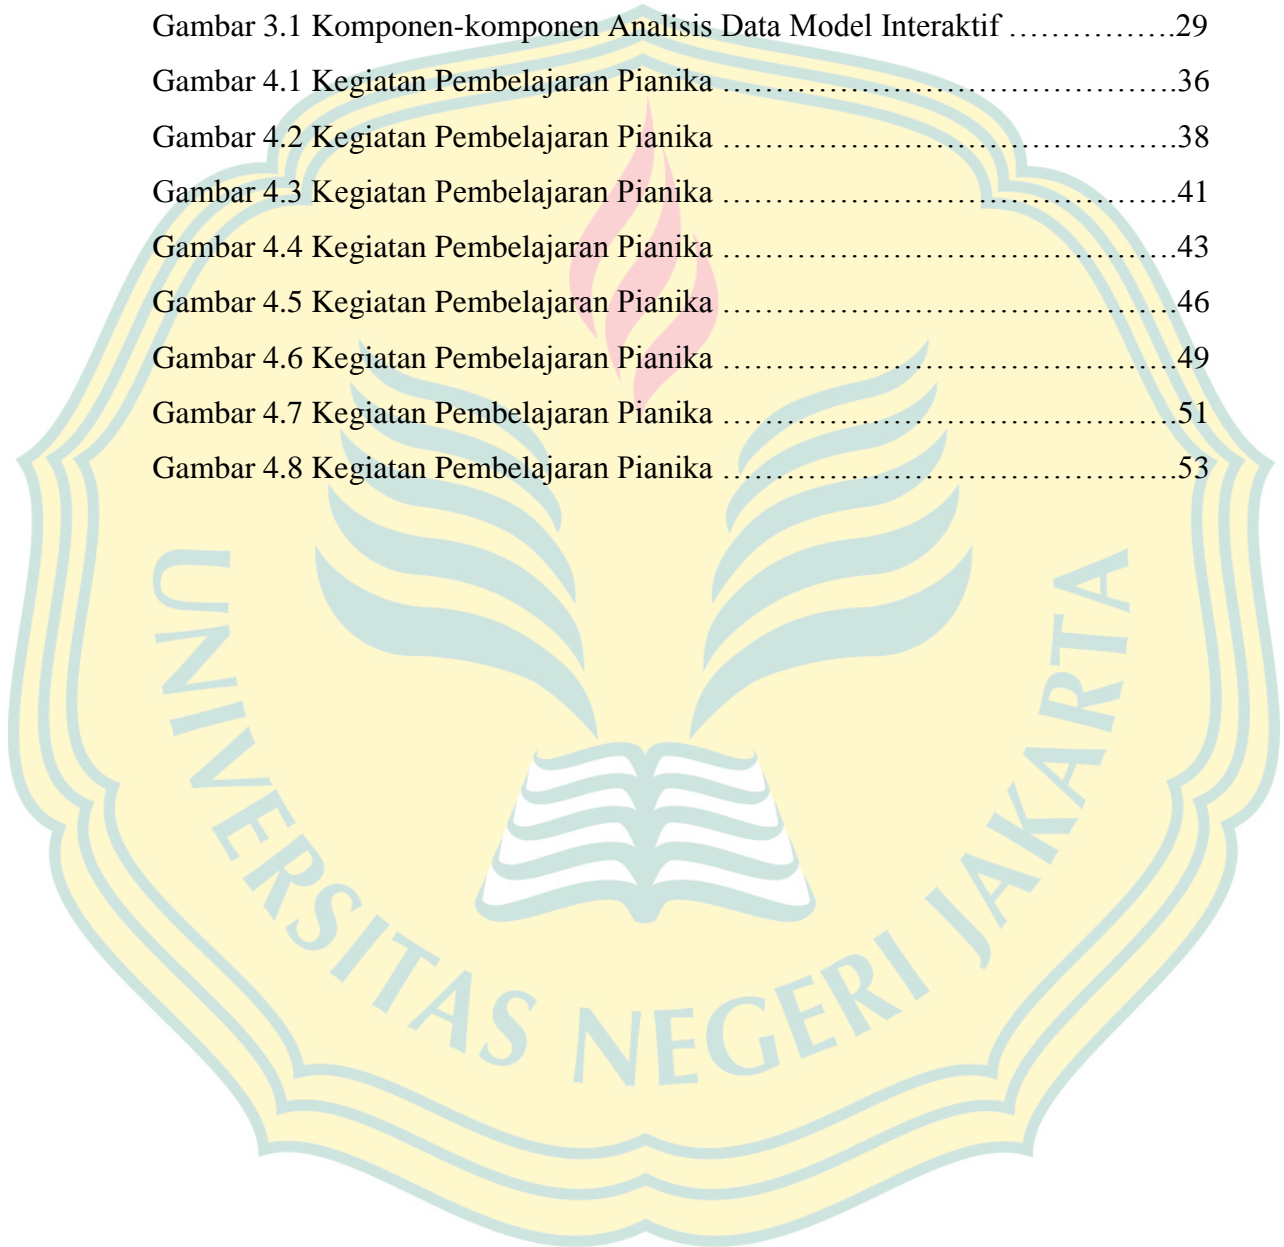 Gambar 3.1 Komponen-komponen Analisis Data Model Interaktif …………….29
Gambar 4.1 Kegiatan Pembelajaran Pianika …………………………………….36
Gambar 4.2 Kegiatan Pembelajaran Pianika …………………………………….38
Gambar 4.3 Kegiatan Pembelajaran Pianika …………………………………….41
Gambar 4.4 Kegiatan Pembelajaran Pianika …………………………………….43
Gambar 4.5 Kegiatan Pembelajaran Pianika …………………………………….46
Gambar 4.6 Kegiatan Pembelajaran Pianika …………………………………….49
Gambar 4.7 Kegiatan Pembelajaran Pianika …………………………………….51
Gambar 4.8 Kegiatan Pembelajaran Pianika …………………………………….53
UNIVERSITAS NEGERI JAKARTA